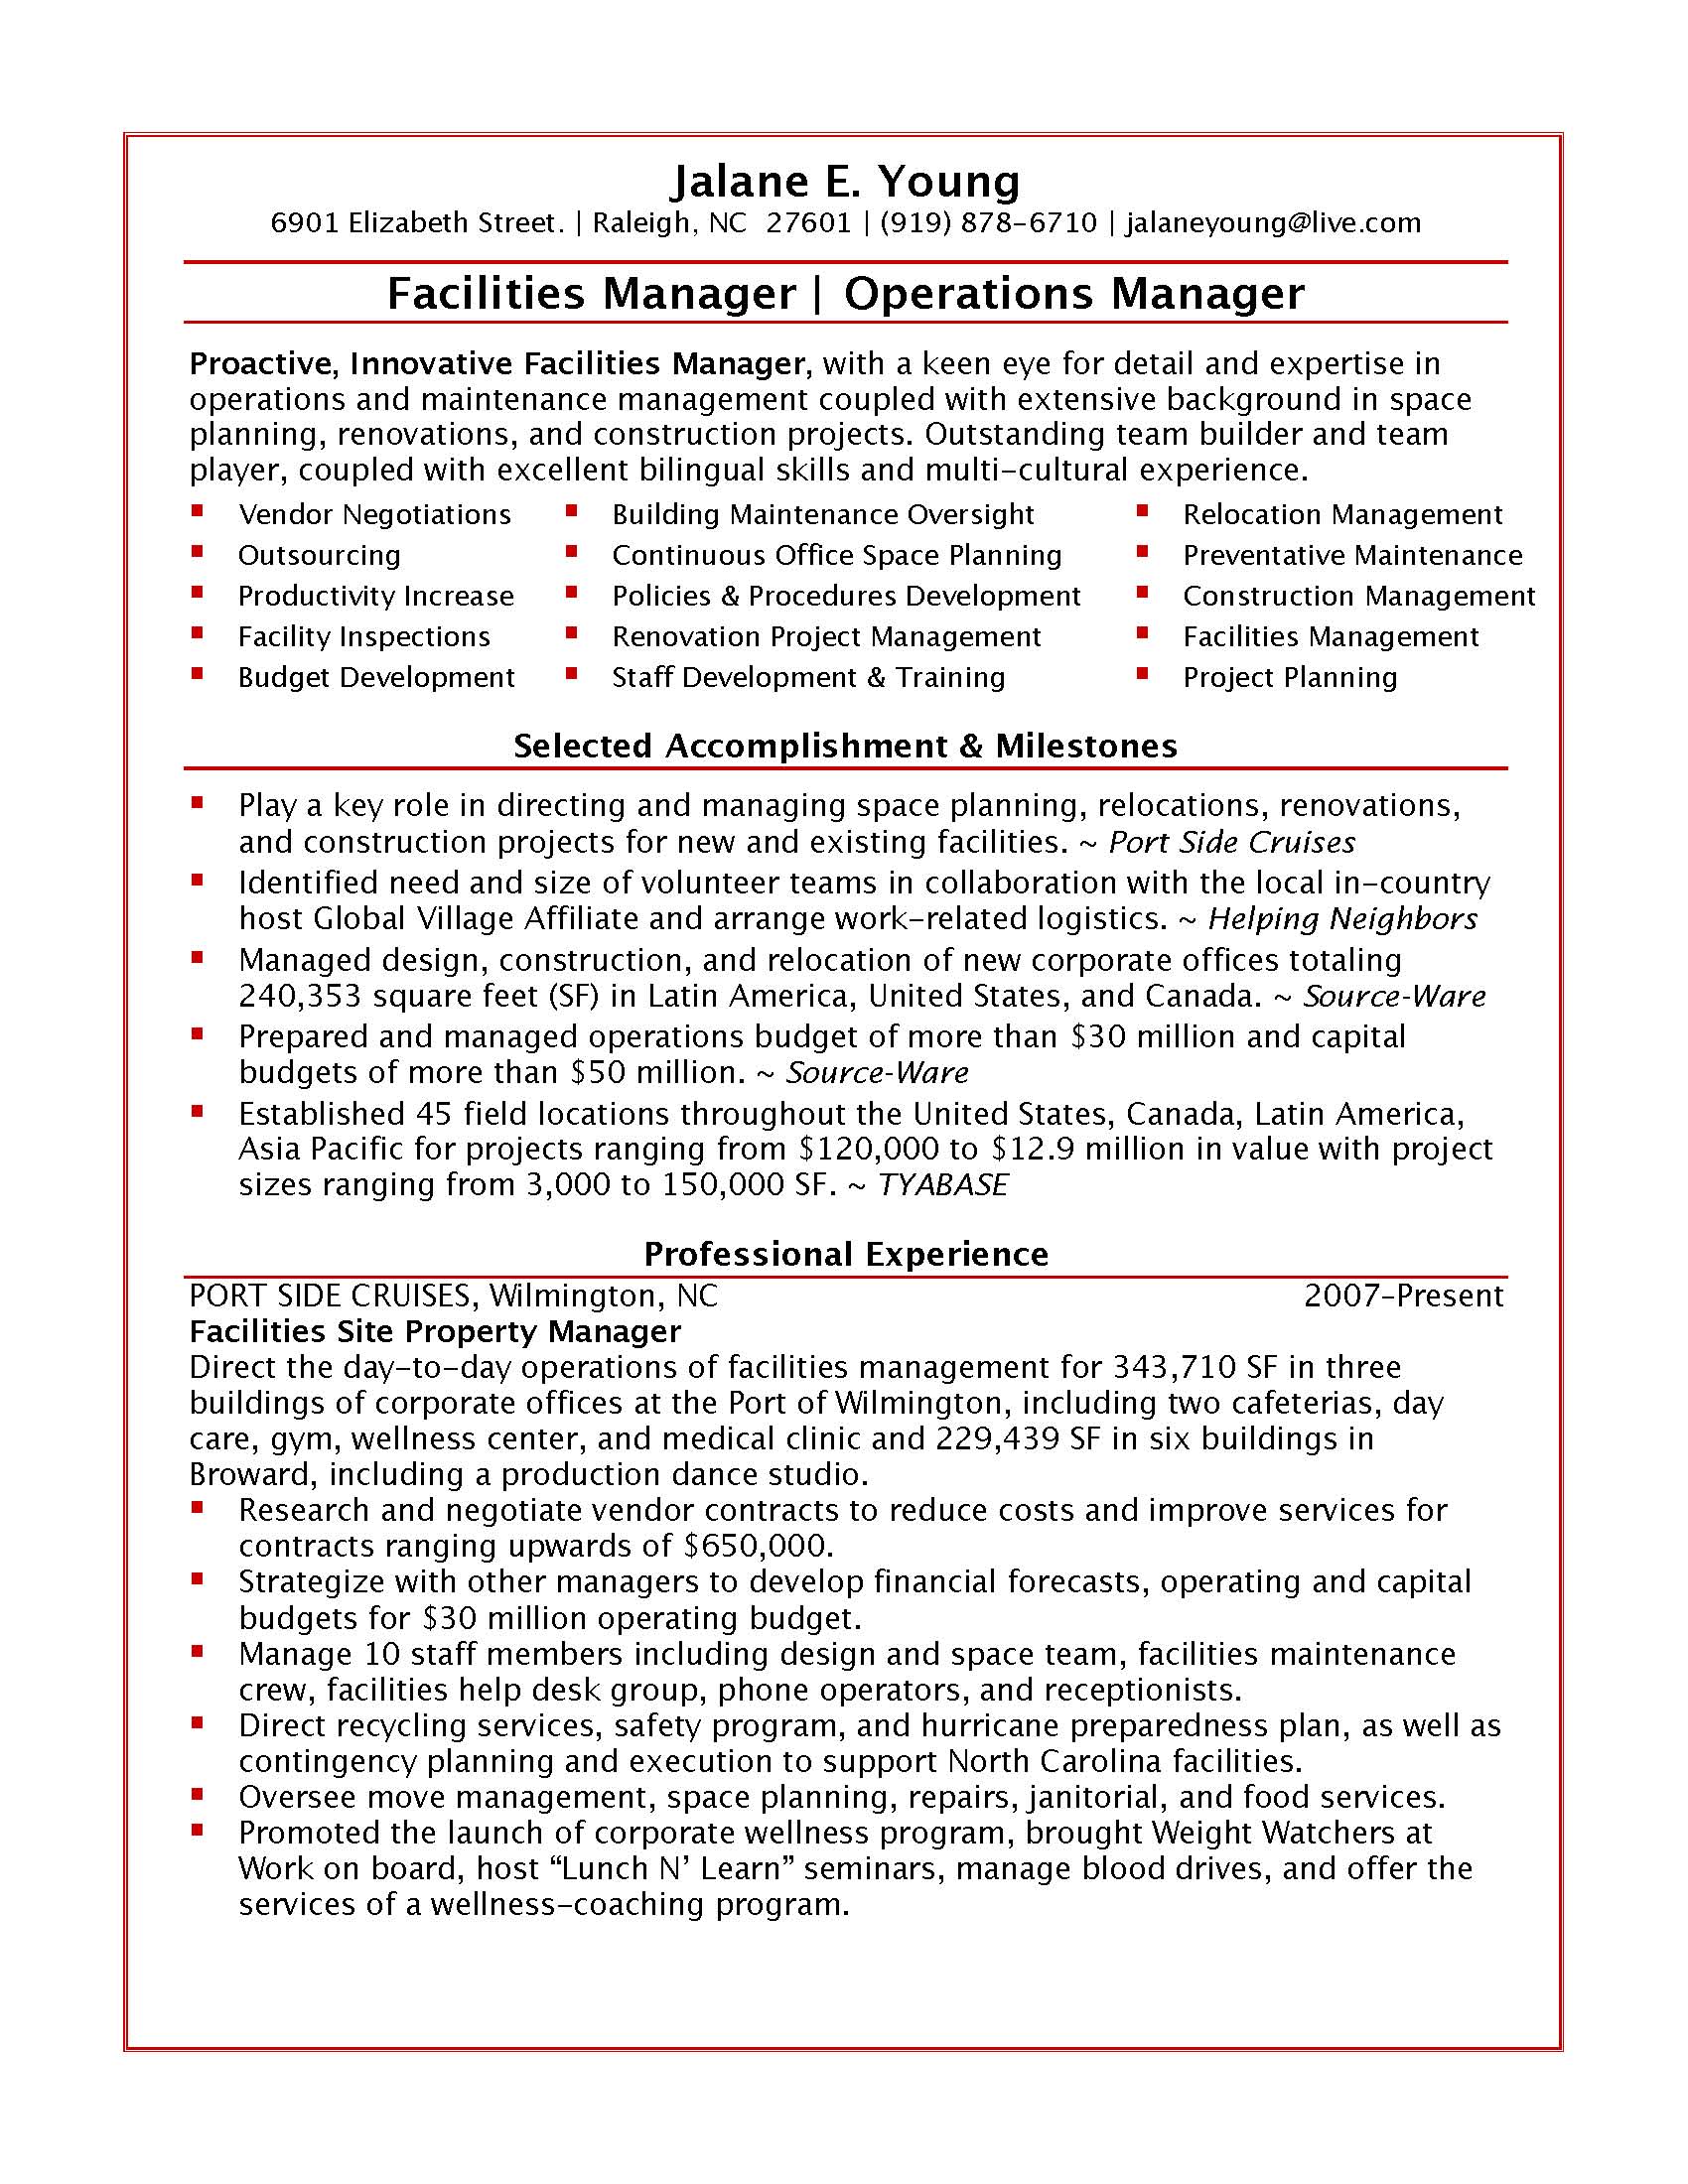 Jalane E. Young
6901 Elizabeth Street. | Raleigh, NC  27601 | (919) 878-6710 | jalaneyoung@live.com
Facilities Manager | Operations Manager
Proactive, Innovative Facilities Manager, with a keen eye for detail and expertise in
operations and maintenance management coupled with extensive background in space
planning, renovations, and construction projects. Outstanding team builder and team
player, coupled with excellent bilingual skills and multi-cultural experience.
▪ Vendor Negotiations ▪ Building Maintenance Oversight ▪ Relocation Management
▪ Outsourcing ▪ Continuous Office Space Planning ▪ Preventative Maintenance
▪ Productivity Increase ▪ Policies & Procedures Development ▪ Construction Management
▪ Facility Inspections ▪ Renovation Project Management ▪ Facilities Management
▪ Budget Development ▪ Staff Development & Training ▪ Project Planning
Selected Accomplishment & Milestones
▪ Play a key role in directing and managing space planning, relocations, renovations,
and construction projects for new and existing facilities. ~ Port Side Cruises
▪ Identified need and size of volunteer teams in collaboration with the local in-country
host Global Village Affiliate and arrange work-related logistics. ~ Helping Neighbors
▪ Managed design, construction, and relocation of new corporate offices totaling
240,353 square feet (SF) in Latin America, United States, and Canada. ~ Source-Ware
▪ Prepared and managed operations budget of more than $30 million and capital
budgets of more than $50 million. ~ Source-Ware
▪ Established 45 field locations throughout the United States, Canada, Latin America,
Asia Pacific for projects ranging from $120,000 to $12.9 million in value with project
sizes ranging from 3,000 to 150,000 SF. ~ TYABASE
Professional Experience
PORT SIDE CRUISES, Wilmington, NC 2007-Present
Facilities Site Property Manager
Direct the day-to-day operations of facilities management for 343,710 SF in three
buildings of corporate offices at the Port of Wilmington, including two cafeterias, day
care, gym, wellness center, and medical clinic and 229,439 SF in six buildings in
Broward, including a production dance studio.
▪ Research and negotiate vendor contracts to reduce costs and improve services for
contracts ranging upwards of $650,000.
▪ Strategize with other managers to develop financial forecasts, operating and capital
budgets for $30 million operating budget.
▪ Manage 10 staff members including design and space team, facilities maintenance
crew, facilities help desk group, phone operators, and receptionists.
▪ Direct recycling services, safety program, and hurricane preparedness plan, as well as
contingency planning and execution to support North Carolina facilities.
▪ Oversee move management, space planning, repairs, janitorial, and food services.
▪ Promoted the launch of corporate wellness program, brought Weight Watchers at
Work on board, host “Lunch N’ Learn” seminars, manage blood drives, and offer the
services of a wellness-coaching program.